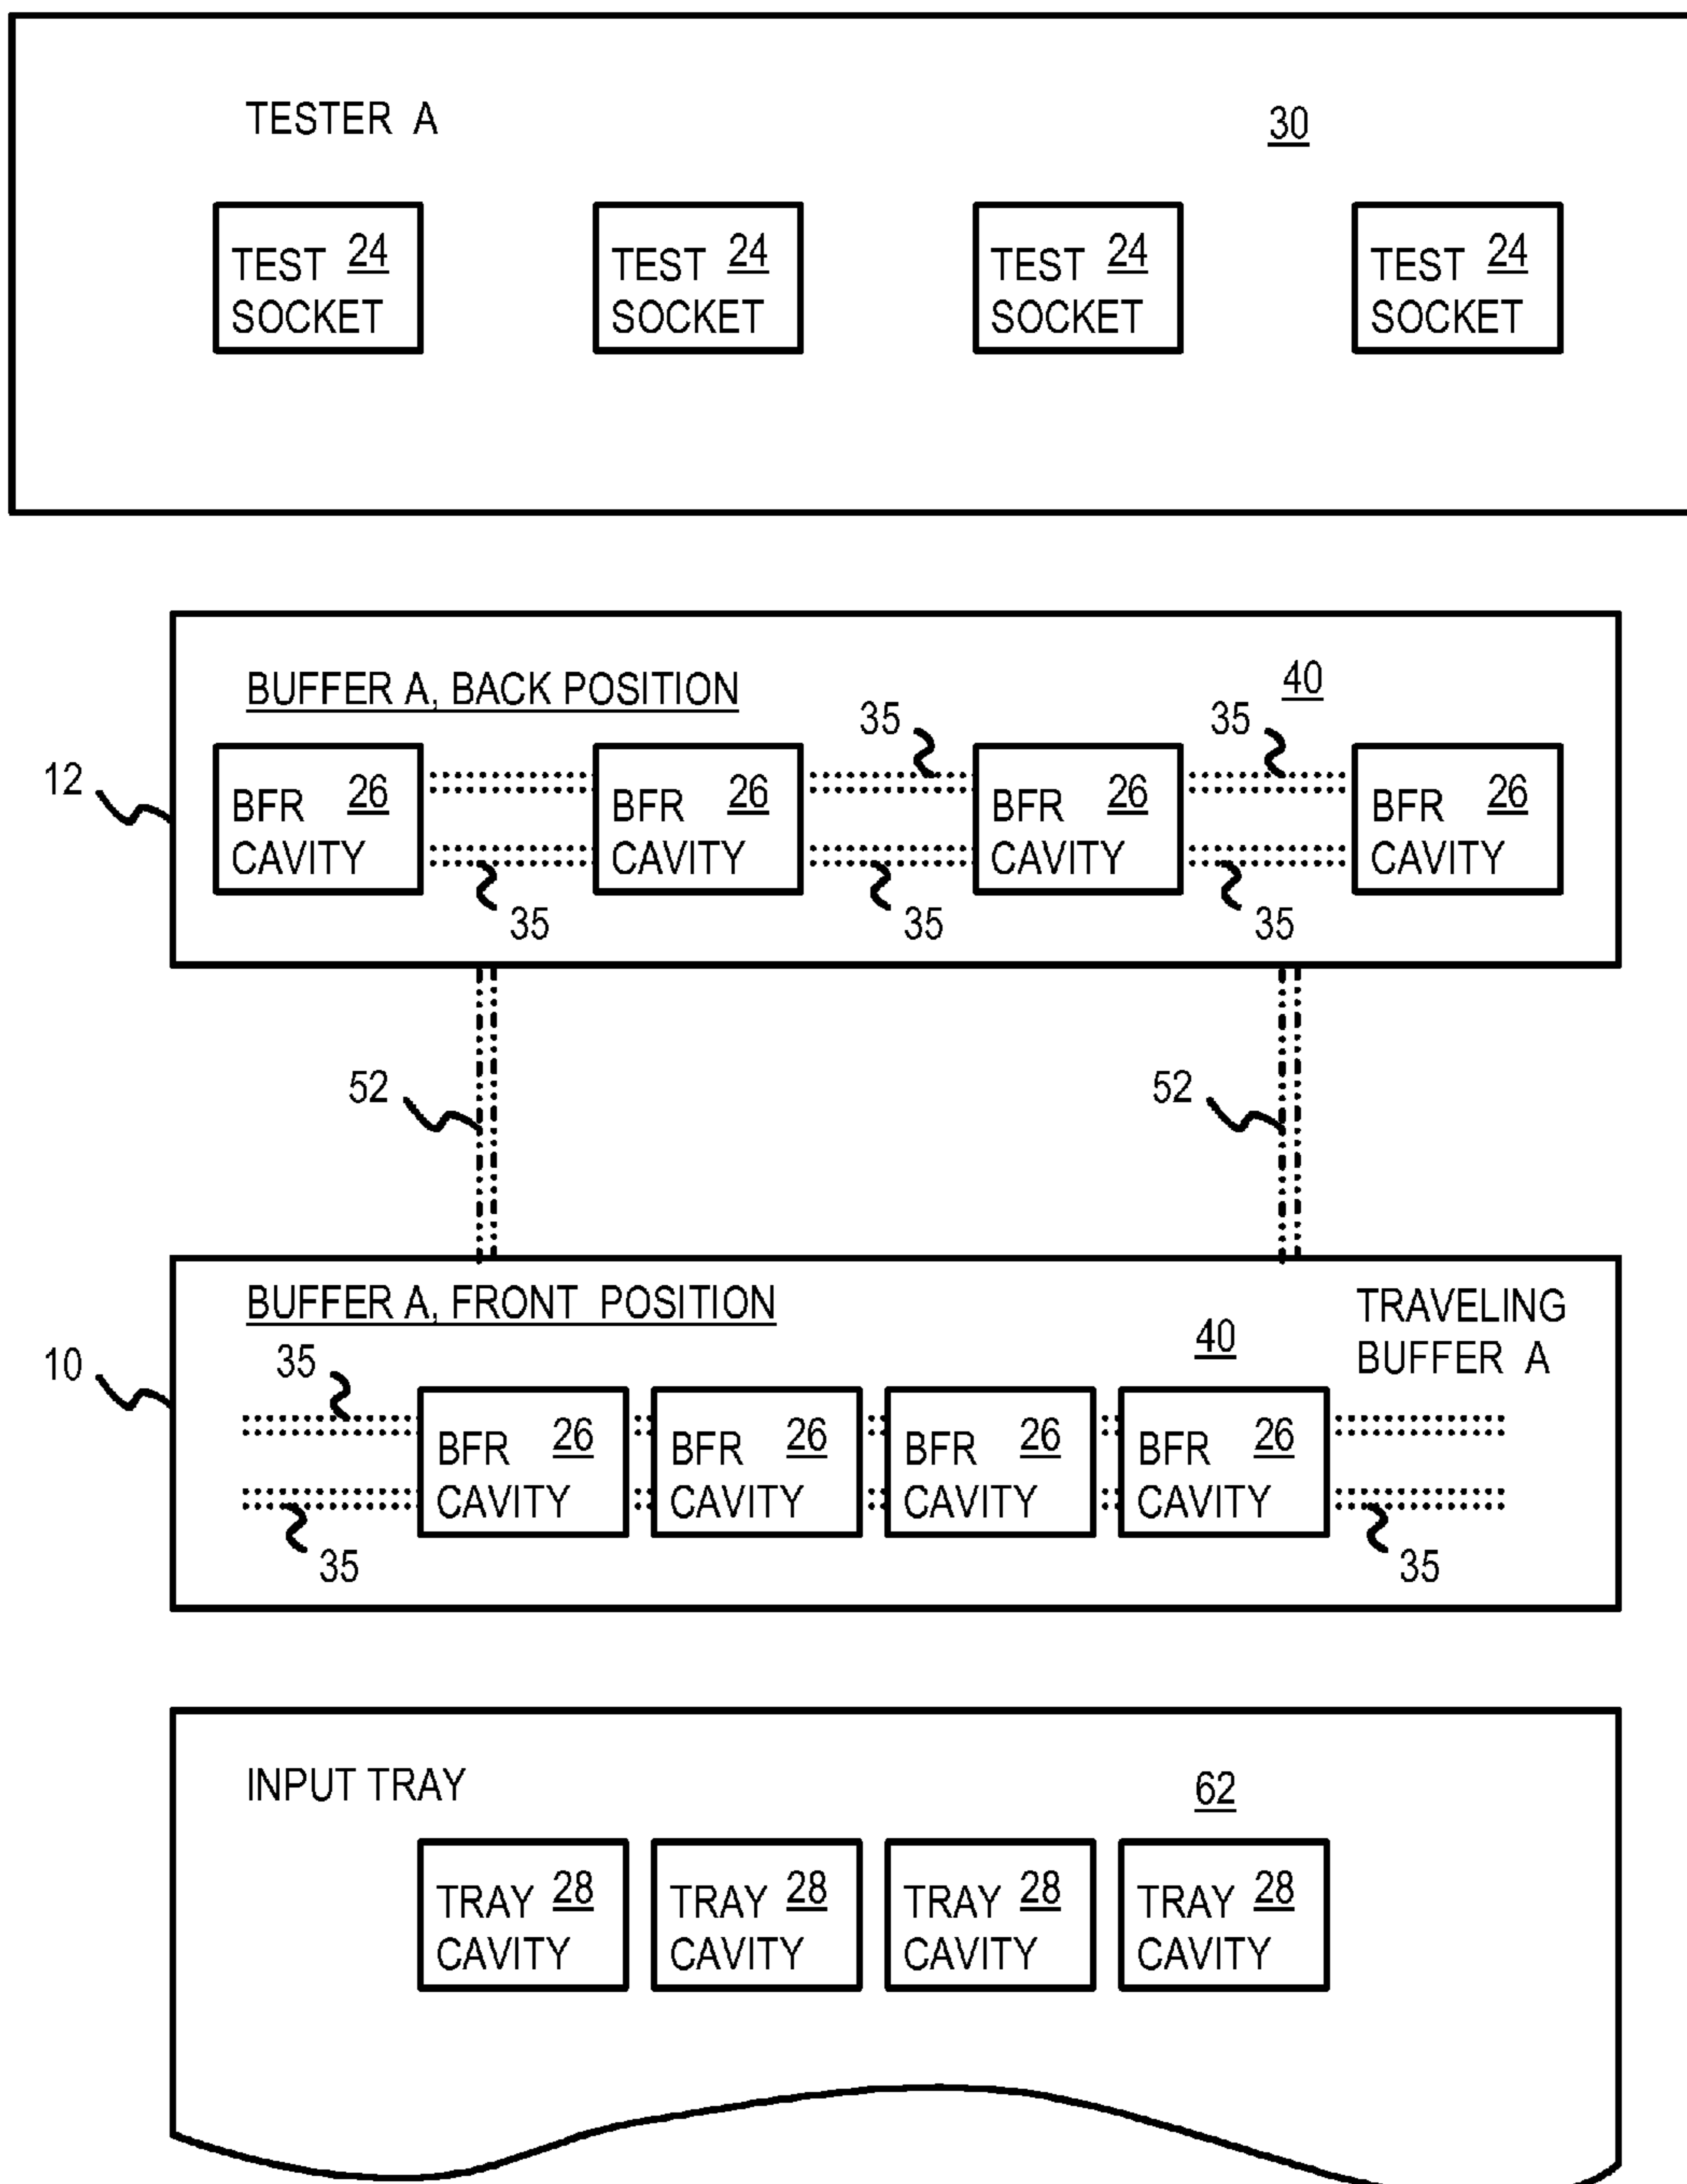 TESTER A 30
TEST 24 TEST 24 TEST 24 TEST 24
SOCKET SOCKET SOCKET SOCKET
BUFFER A, BACK POSITION 40
35 35
12
BFR 26 BFR 26 BFR 26 BFR 26
CAVITY CAVITY CAVITY CAVITY
35 35 35
52 52
BUFFER A, FRONT POSITION TRAVELING
40 BUFFER A
35
10
BFR 26 BFR 26 BFR 26 BFR 26
CAVITY CAVITY CAVITY CAVITY
35 35
INPUT TRAY 62
TRAY 28 TRAY 28 TRAY 28 TRAY 28
CAVITY CAVITY CAVITY CAVITY